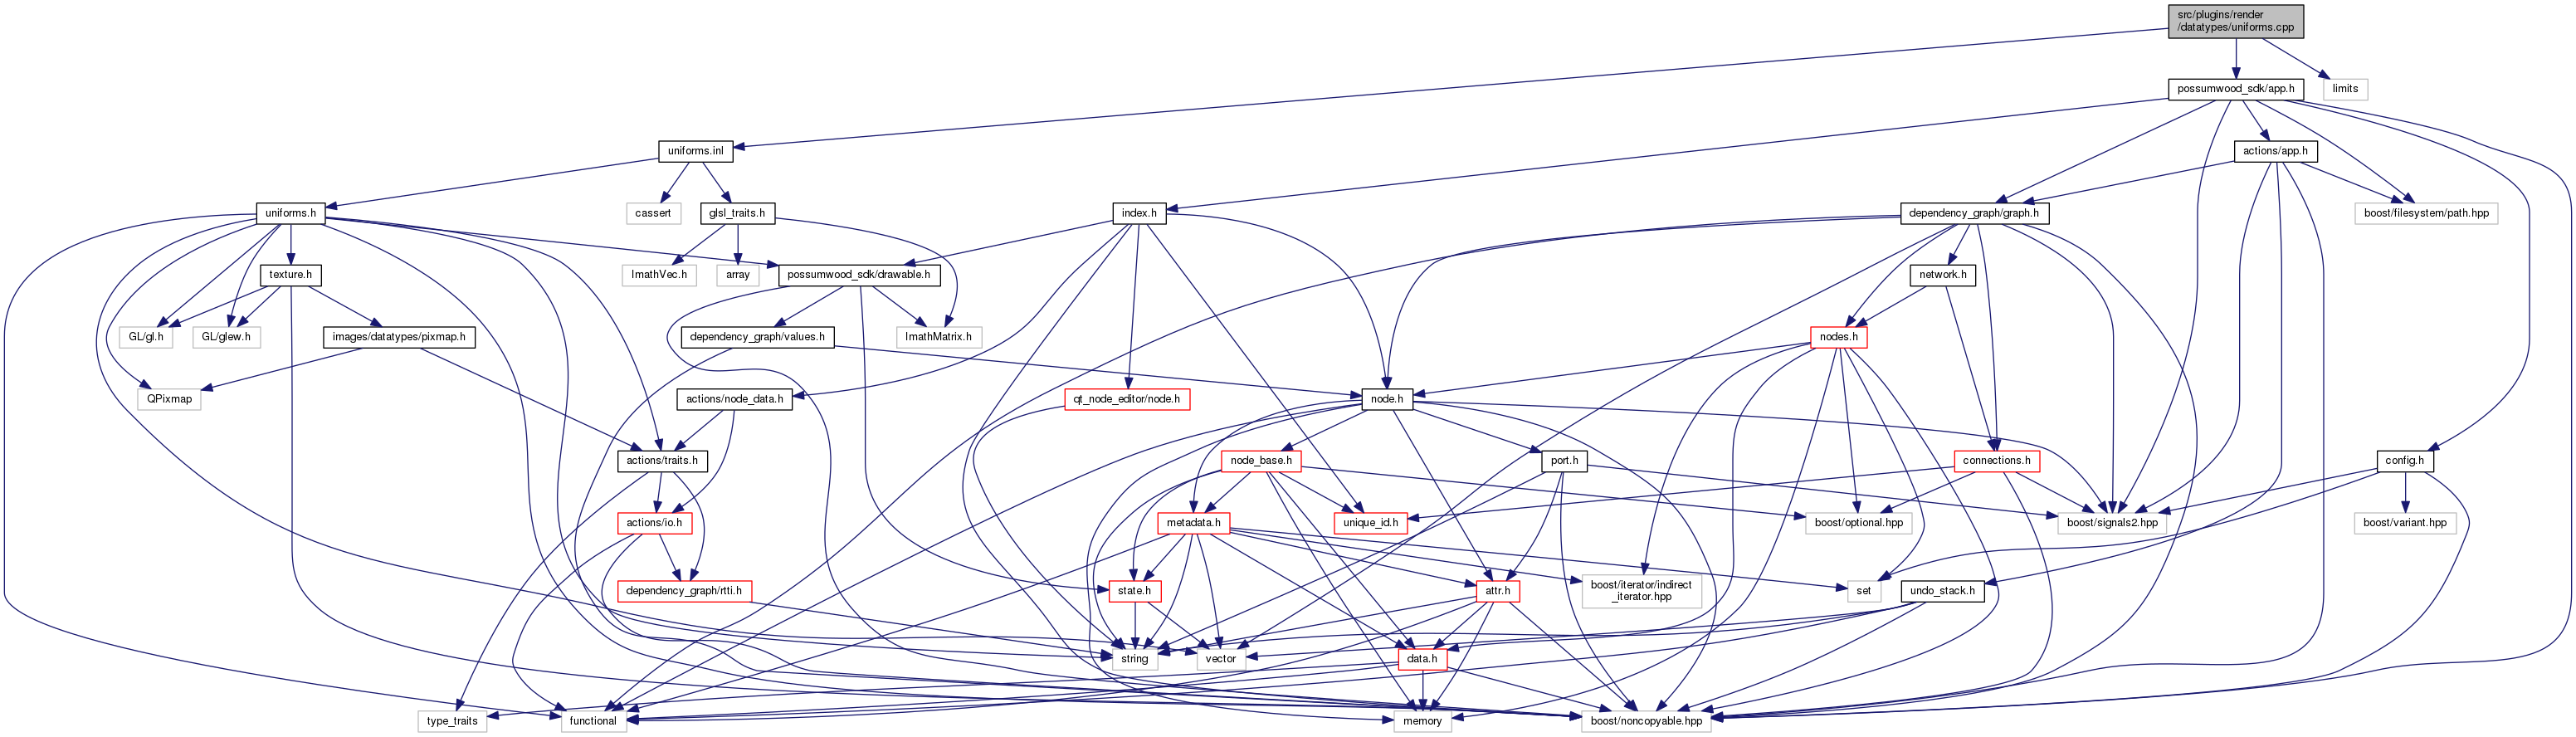 src/plugins/render
/datatypes/uniforms.cpp
possumwood_sdk/app.h
limits
uniforms.inl
actions/app.h
uniforms.h
cassert
glsl_traits.h
index.h
dependency_graph/graph.h
boost/filesystem/path.hpp
texture.h
ImathVec.h
array
possumwood_sdk/drawable.h
network.h
GL/gl.h
GL/glew.h
images/datatypes/pixmap.h
dependency_graph/values.h
ImathMatrix.h
nodes.h
QPixmap
actions/node_data.h
qt_node_editor/node.h
node.h
actions/traits.h
node_base.h
port.h
connections.h
config.h
actions/io.h
metadata.h
unique_id.h
boost/optional.hpp
boost/signals2.hpp
boost/variant.hpp
dependency_graph/rtti.h
state.h
attr.h
boost/iterator/indirect
_iterator.hpp
set
undo_stack.h
string
vector
data.h
type_traits
functional
memory
boost/noncopyable.hpp